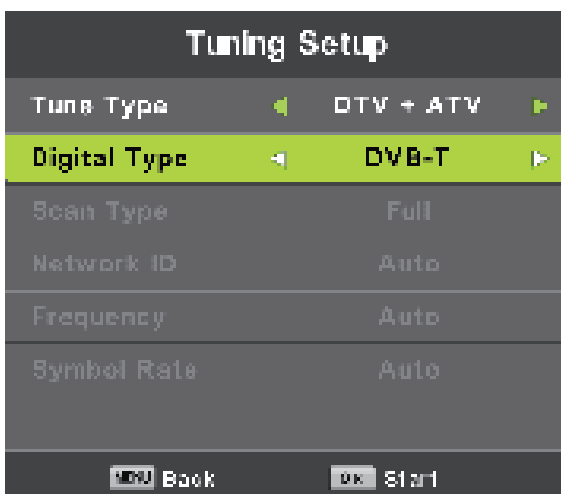 Tuning Setup
Tune Type DTV + ATV
Digital Type DVB-T
Scan Type Full
Network ID Auto
Frequency Auto
Symbol Rate Auto
MENU Back OK Start